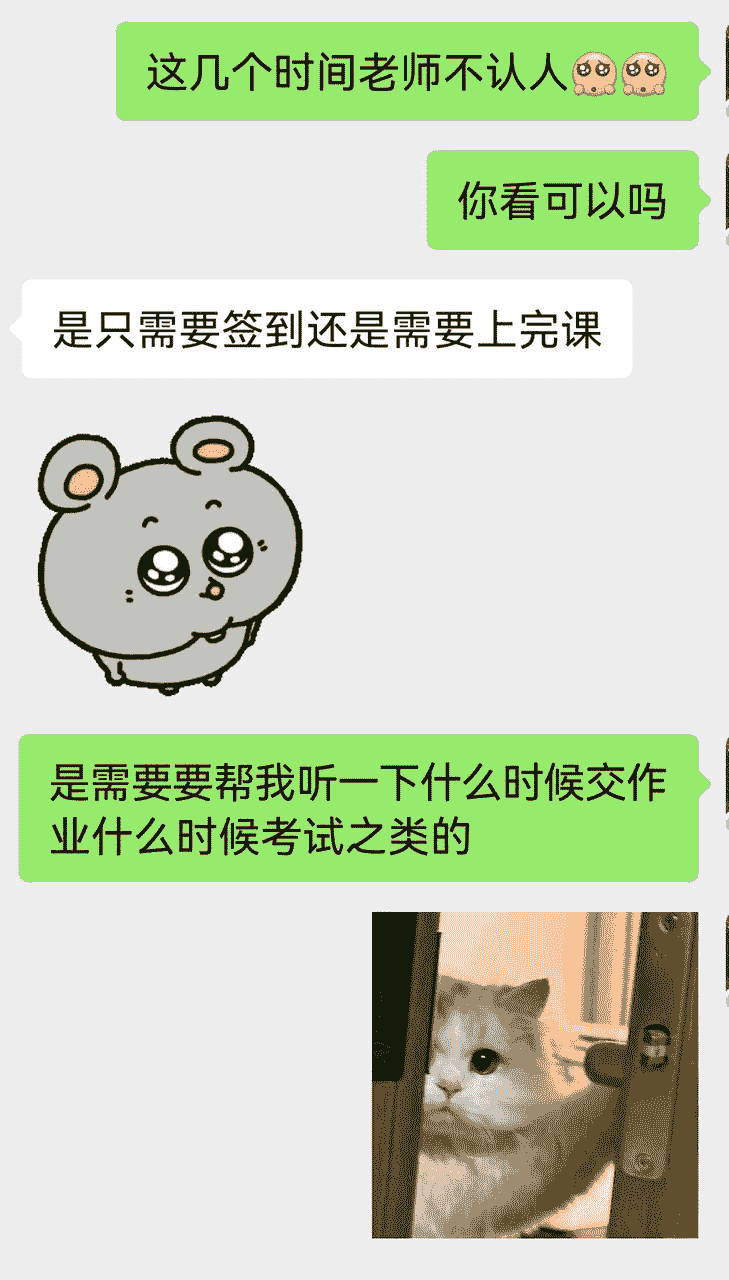 这几个时间老师不认人🥺🥺
你看可以吗
是只需要签到还是需要上完课
是需要要帮我听一下什么时候交作
业什么时候考试之类的